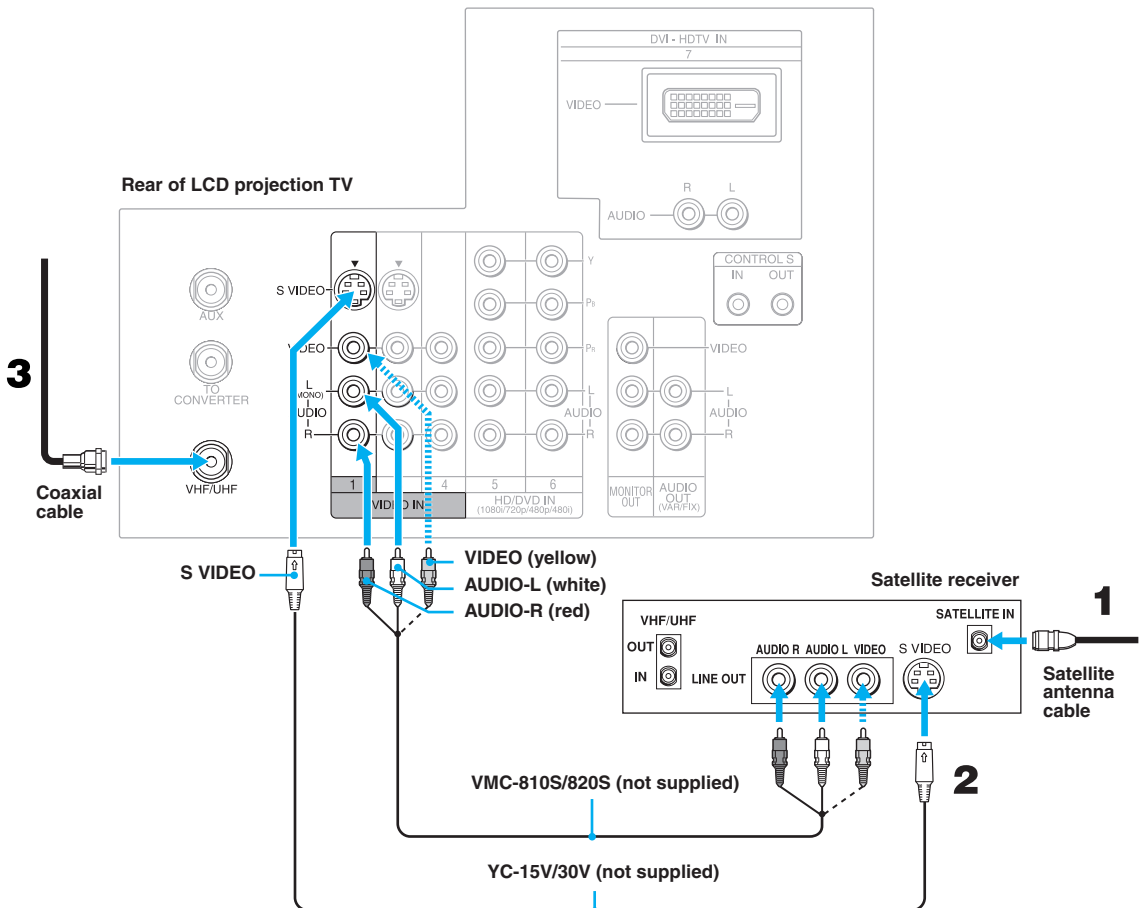 DVI - HDTV IN
7
VIDEO
Rear of LCD projection TV
R L
AUDIO
CONTROL S
IN OUT
S VIDEO
Y
AUX
PB
3
VIDEO
PR
VIDEO
TO
CONVERTER
L
(MONO)
AUDIO
R
L
AUDIO
R
L
AUDIO
R
VHF/UHF
Coaxial
cable
1 4 5 6
VIDEO IN
HD/DVD IN
(1080i/720p/480p/480i)
MONITOR
OUT
AUDIO
OUT
(VAR/FIX)
S VIDEO
VIDEO (yellow)
AUDIO-L (white)
AUDIO-R (red)
Satellite receiver
1
VHF/UHF
OUT
IN
LINE OUT
AUDIO R AUDIO L VIDEO
S VIDEO
SATELLITE IN
Satellite
antenna
cable
2
VMC-810S/820S (not supplied)
YC-15V/30V (not supplied)